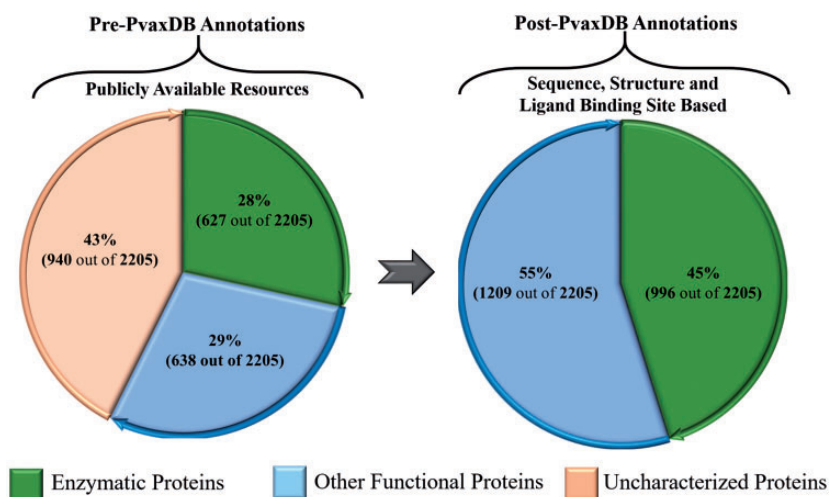 Pre-PvaxDB Annotations
Publicly Available Resources
28%
(627 out of 2205)
43%
(940 out of 2205)
29%
(638 out of 2205)
Post-PvaxDB Annotations
Sequence, Structure and
Ligand Binding Site Based
55%
(1209 out of 2205)
45%
(996 out of 2205)
Enzymatic Proteins
Other Functional Proteins
Uncharacterized Proteins